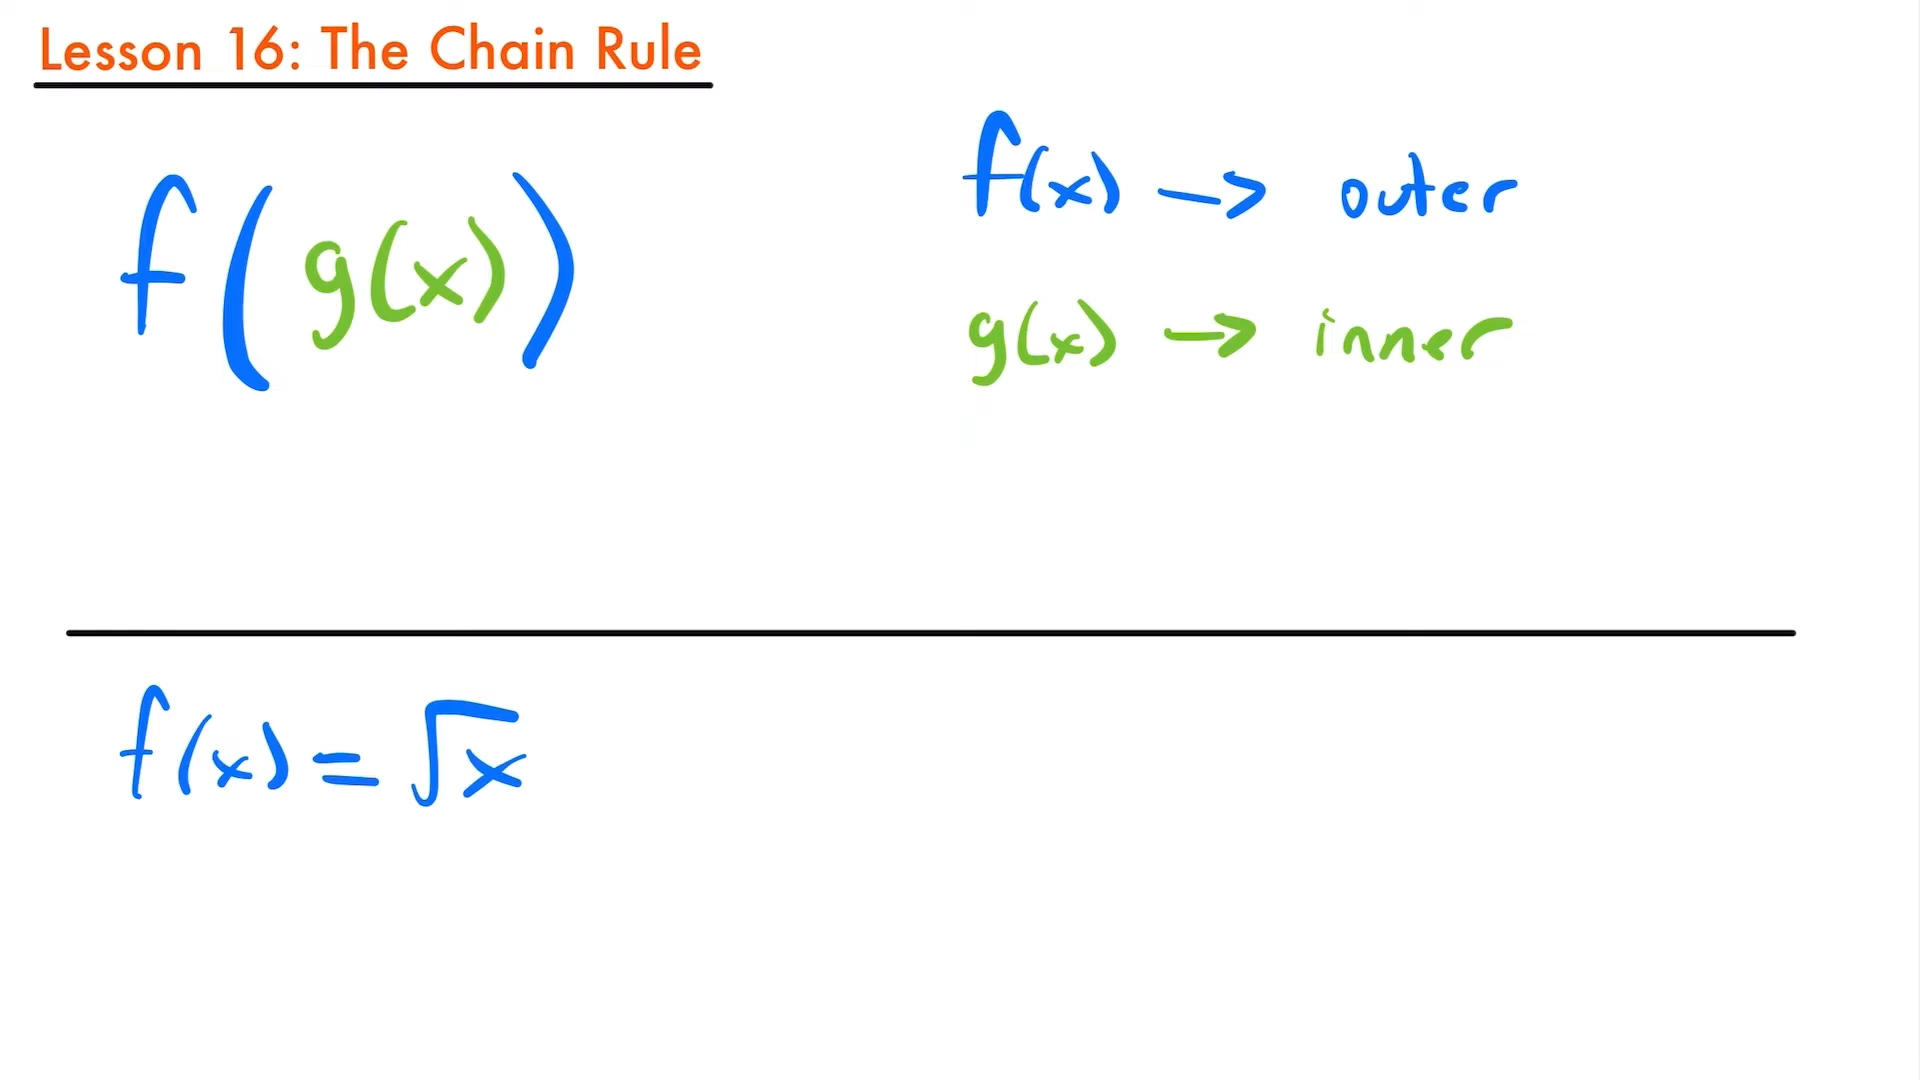 Lesson 16: The Chain Rule
f(g(x))
f(x) → outer
g(x) → inner
f(x) = √x